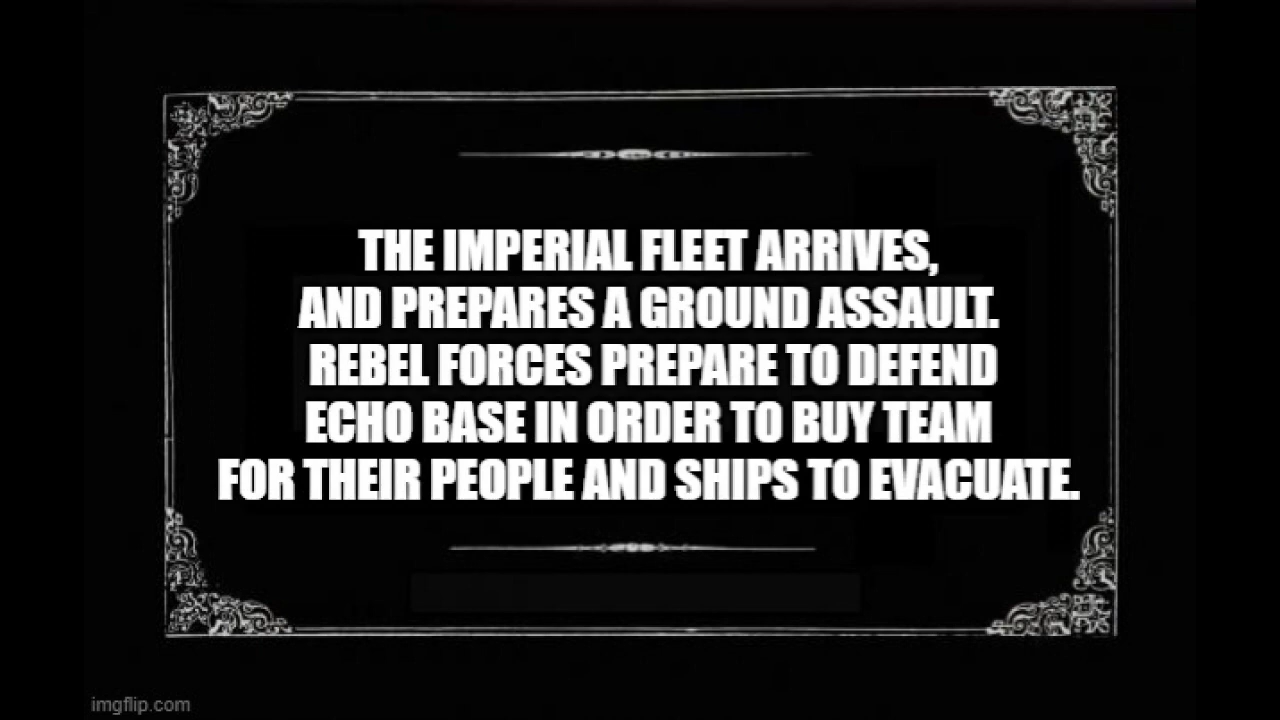 THE IMPERIAL FLEET ARRIVES,
AND PREPARES A GROUND ASSAULT.
REBEL FORCES PREPARE TO DEFEND
ECHO BASE IN ORDER TO BUY TEAM
FOR THEIR PEOPLE AND SHIPS TO EVACUATE.
imgflip.com